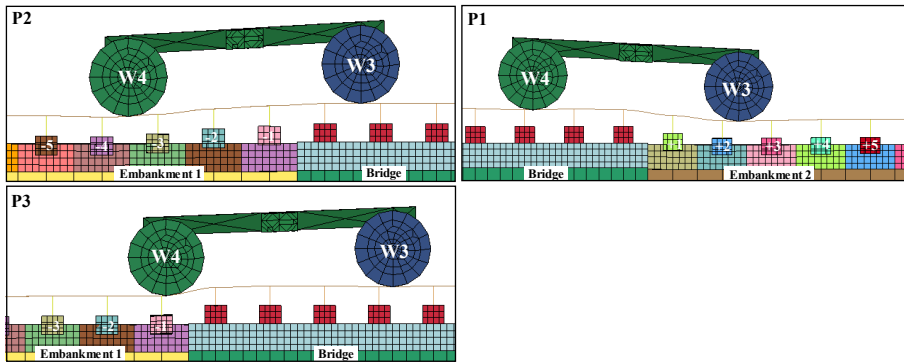 P2
W4
W3
-5
-4
-3
-2
-1
Embankment 1
Bridge
P1
W4
W3
+1
+2
+3
+4
+5
Bridge
Embankment 2
P3
W4
W3
-3
-2
-1
Embankment 1
Bridge